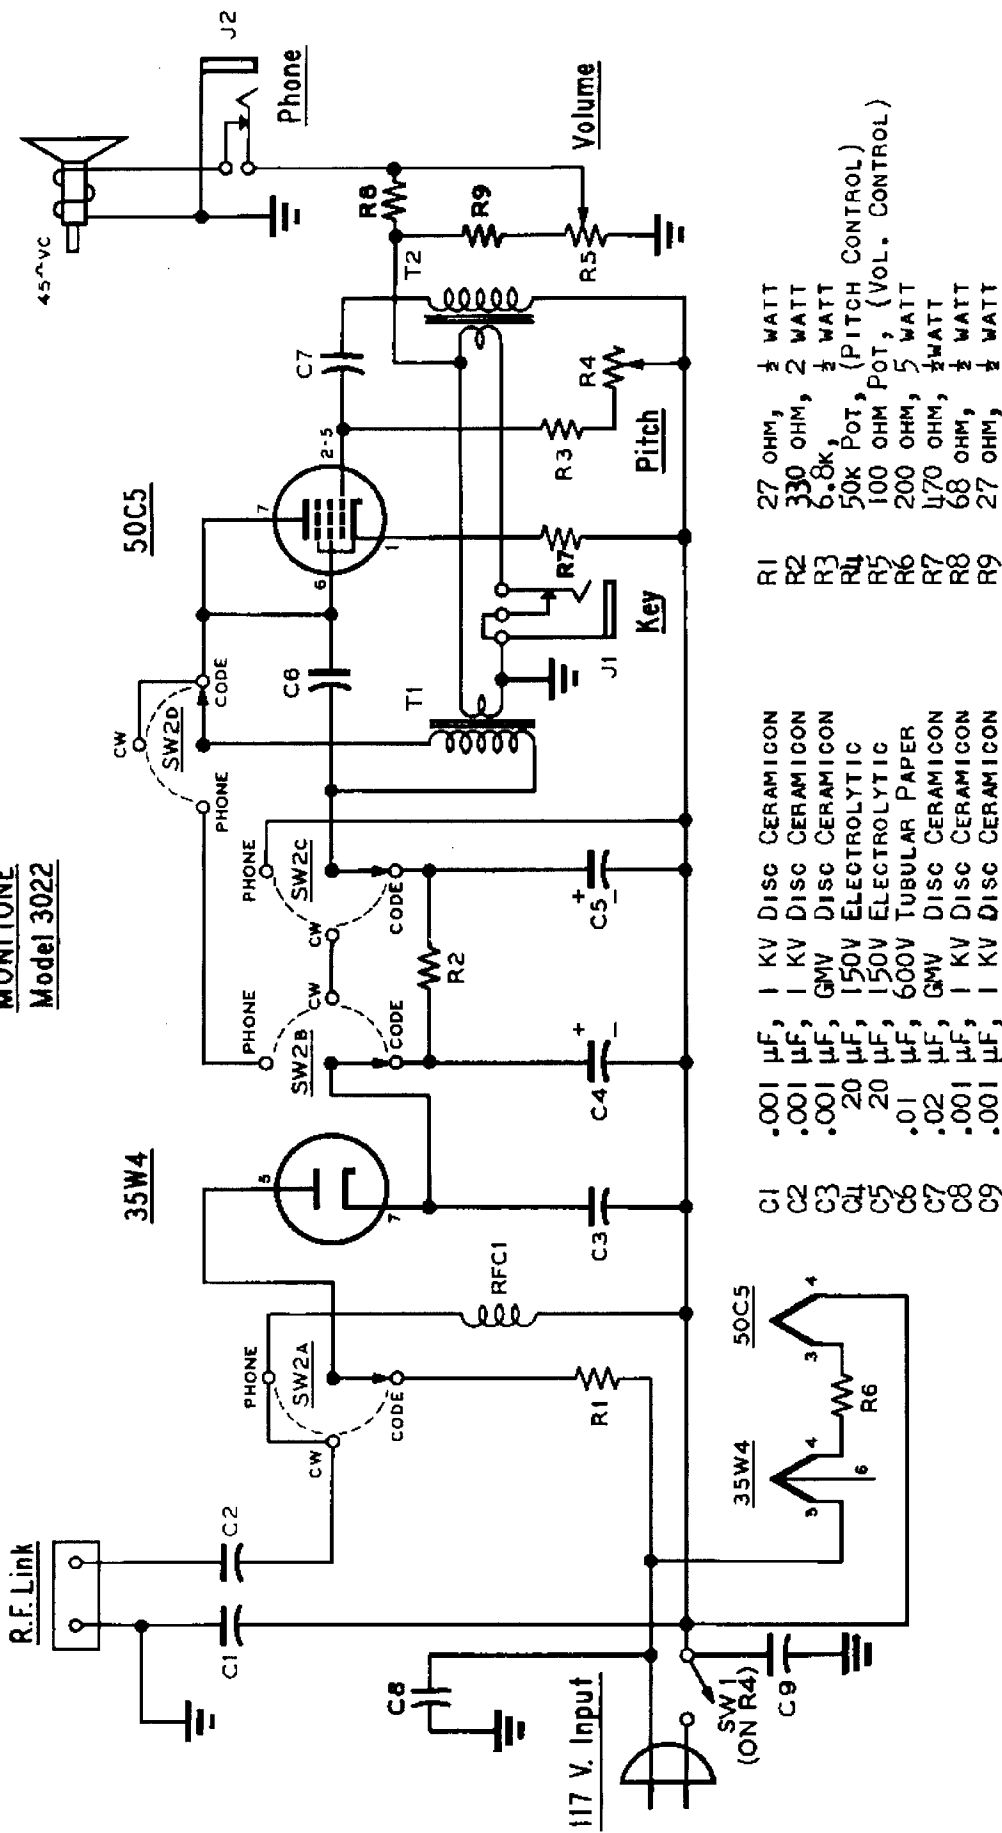 MONITONE
Model 3022
R.F. Link
C1
C2
CW
PHONE
SW2A
CODE
RFC1
R1
35W4
5
7
C3
PHONE
SW2B
CW
CODE
C4
+
-
R2
PHONE
SW2C
CW
CODE
C5
+
-
PHONE
CW
SW2D
CODE
C6
T1
50C5
7
6
1
2-5
R7
J1
Key
C7
R3
R4
Pitch
T2
R8
R9
R5
Volume
45~VC
J2
Phone
C8
117 V. Input
SW1
(ON R4)
C9
35W4
5
6
4
R6
50C5
3
4
C1 .001 µF, 1 KV DISC CERAMICON
C2 .001 µF, 1 KV DISC CERAMICON
C3 .001 µF, GMV DISC CERAMICON
C4 20 µF, 150V ELECTROLYTIC
C5 20 µF, 150V ELECTROLYTIC
C6 .01 µF, 600V TUBULAR PAPER
C7 .02 µF, GMV DISC CERAMICON
C8 .001 µF, 1 KV DISC CERAMICON
C9 .001 µF, 1 KV DISC CERAMICON
R1 27 OHM, ½ WATT
R2 330 OHM, 2 WATT
R3 6.8K, ½ WATT
R4 50K POT, (PITCH CONTROL)
R5 100 OHM POT, (VOL. CONTROL)
R6 200 OHM, 5 WATT
R7 470 OHM, ½WATT
R8 68 OHM, ½ WATT
R9 27 OHM, ½ WATT